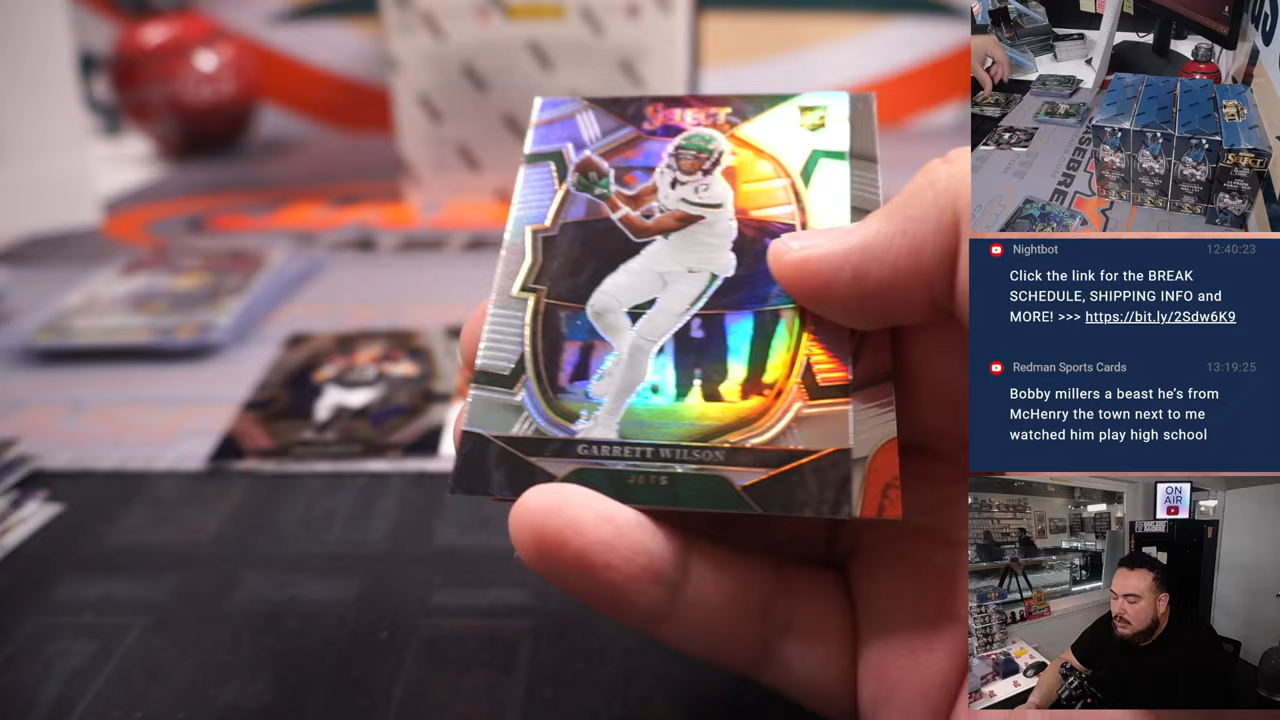 SELECT
RC
GARRETT WILSON
JETS
SELECT
Nightbot 12:40:23
Click the link for the BREAK
SCHEDULE, SHIPPING INFO and
MORE! >>> https://bit.ly/2Sdw6K9
Redman Sports Cards 13:19:25
Bobby millers a beast he's from
McHenry the town next to me
watched him play high school
ON
AIR